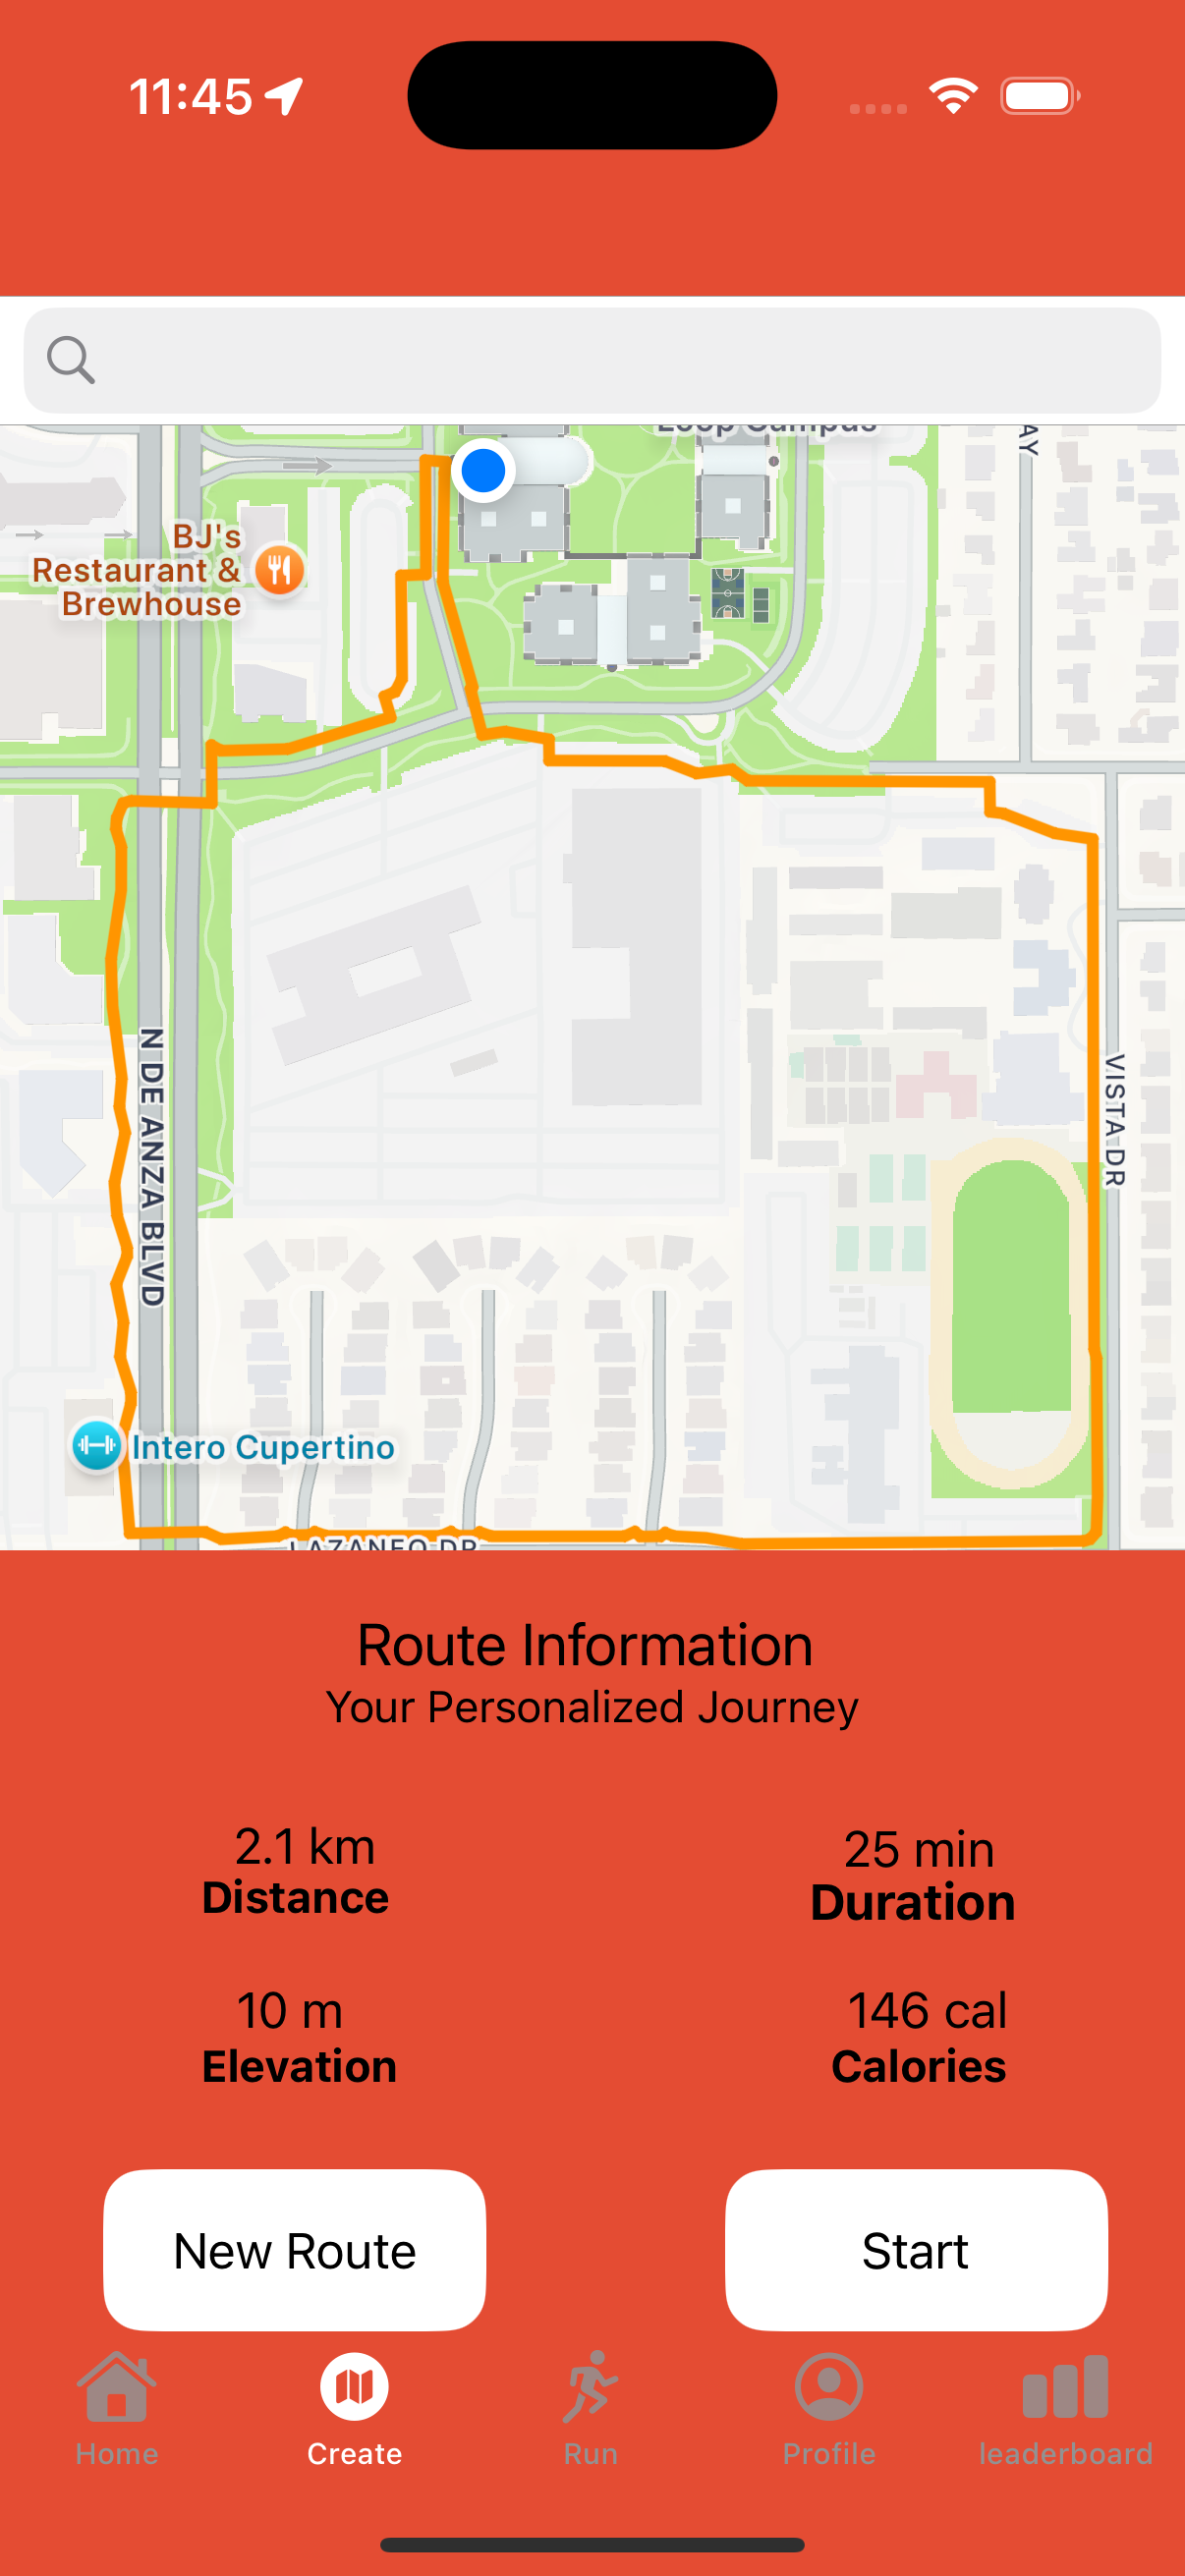 11:45
Loop Campus
AY
BJ's
Restaurant &
Brewhouse
N DE ANZA BLVD
VISTA DR
Intero Cupertino
LAZANEO DR
Route Information
Your Personalized Journey
2.1 km
Distance
25 min
Duration
10 m
Elevation
146 cal
Calories
New Route
Start
Home
Create
Run
Profile
leaderboard